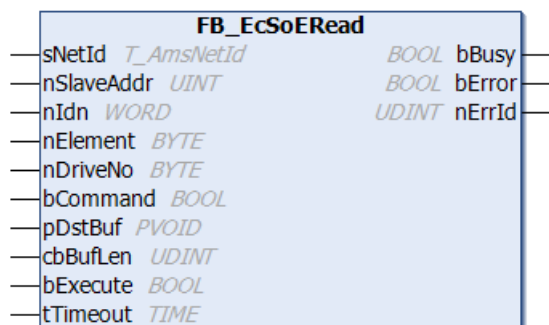 FB_EcSoERead
sNetId T_AmsNetId BOOL bBusy
nSlaveAddr UINT BOOL bError
nIdn WORD UDINT nErrId
nElement BYTE
nDriveNo BYTE
bCommand BOOL
pDstBuf PVOID
cbBufLen UDINT
bExecute BOOL
tTimeout TIME